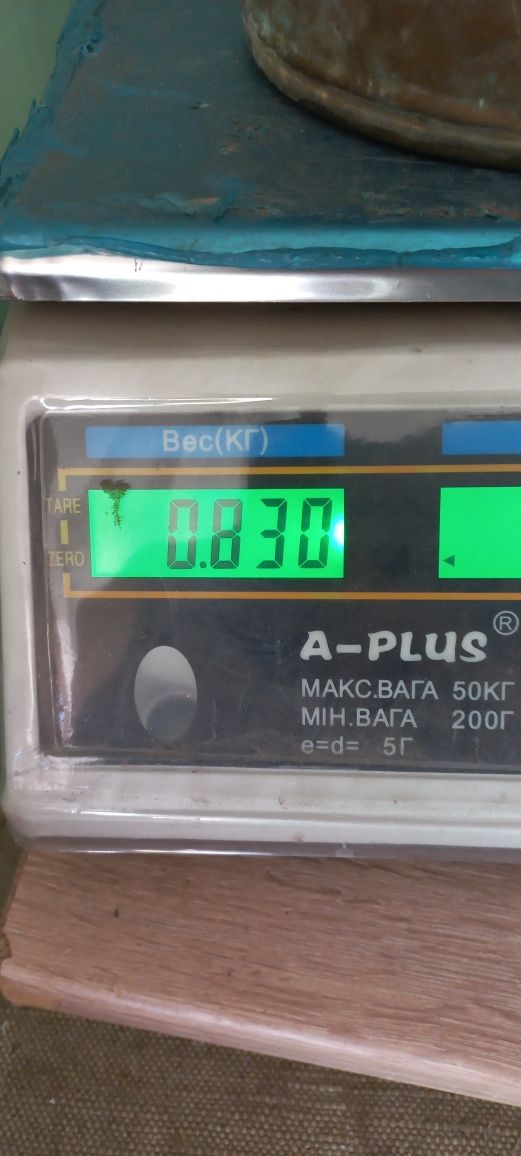 Вес(КГ)
TARE
0.830
ZERO
A-PLUS®
МАКС.ВАГА 50КГ
МІН.ВАГА 200Г
e=d= 5Г